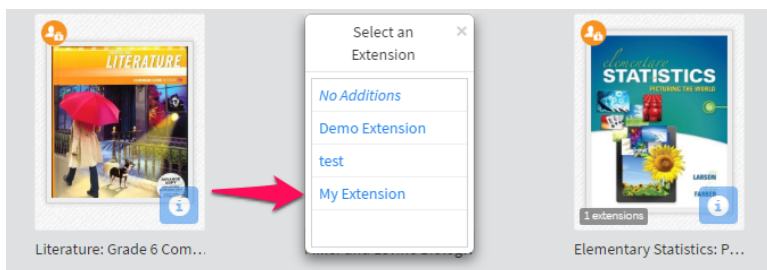 LITERATURE
Literature: Grade 6 Com...
Select an
Extension
×
No Additions
Demo Extension
test
My Extension
elementary
STATISTICS
PICTURING THE WORLD
LARSON
FARBER
1 extensions
Elementary Statistics: P...